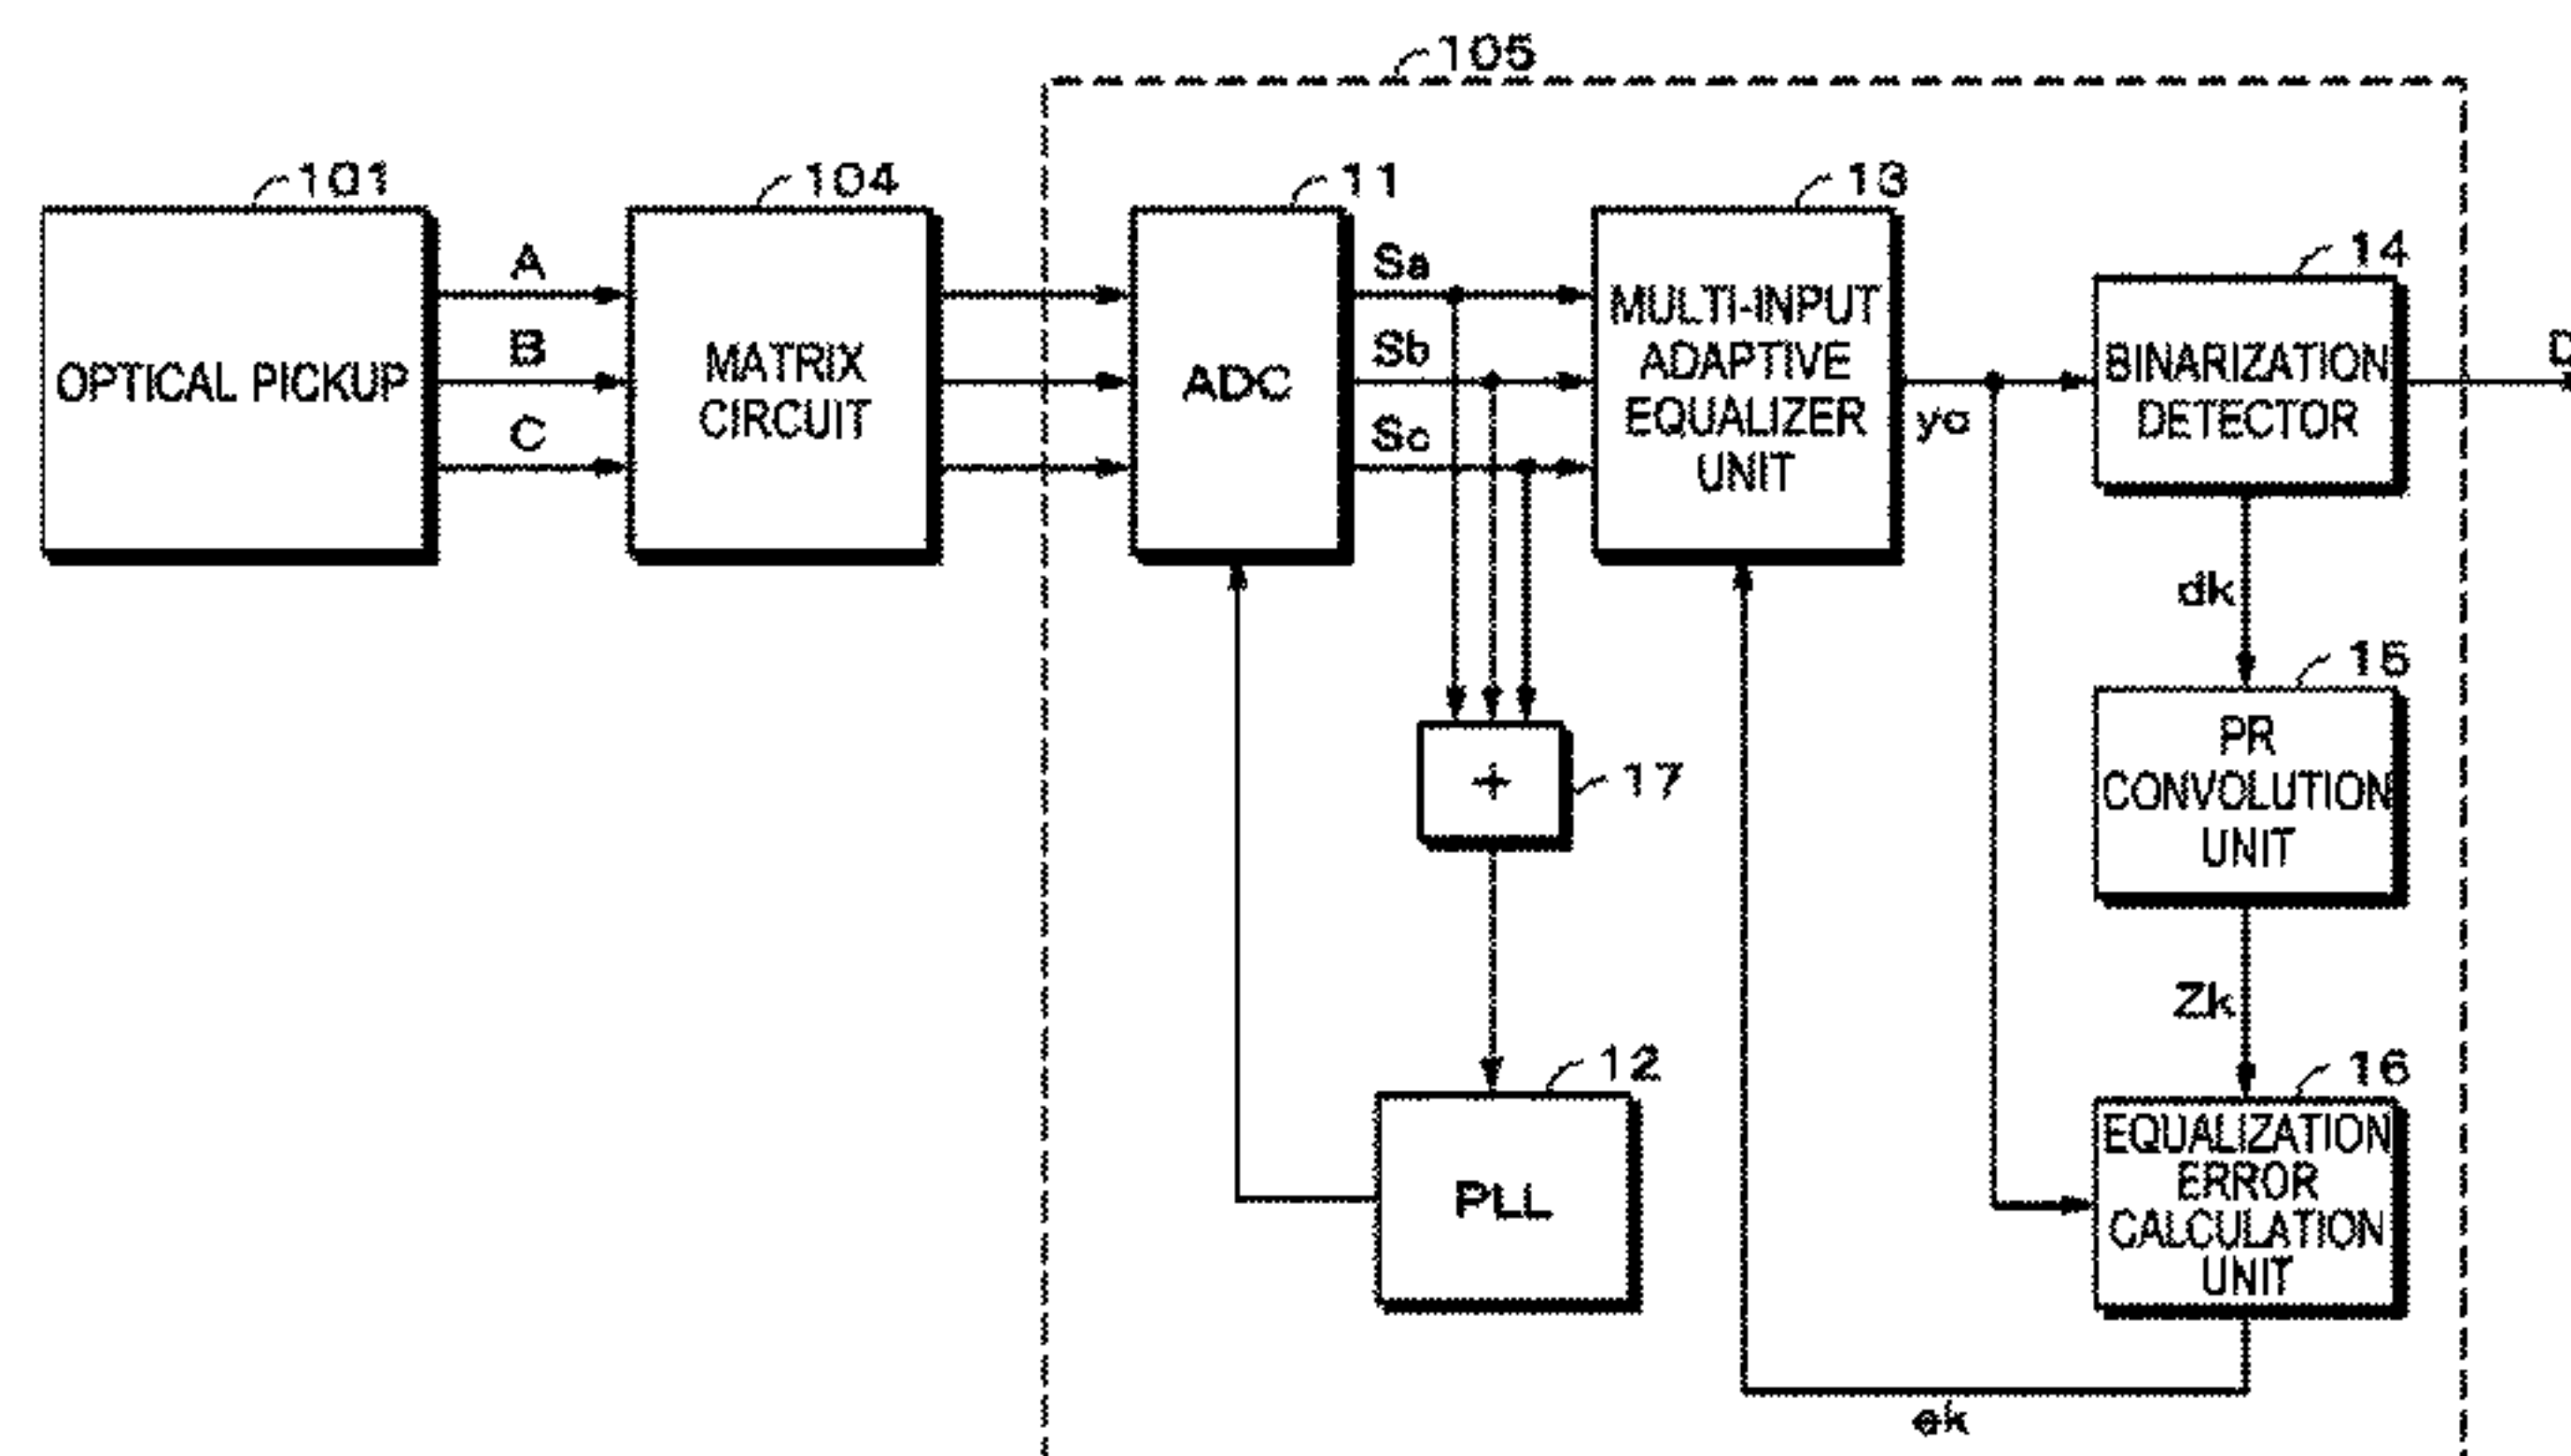 105
101
104
11
13
14
A
B
C
OPTICAL PICKUP
MATRIX
CIRCUIT
ADC
Sa
Sb
Sc
MULTI-INPUT
ADAPTIVE
EQUALIZER
UNIT
yo
BINARIZATION
DETECTOR
dk
15
PR
CONVOLUTION
UNIT
+
17
Zk
12
PLL
16
EQUALIZATION
ERROR
CALCULATION
UNIT
ek